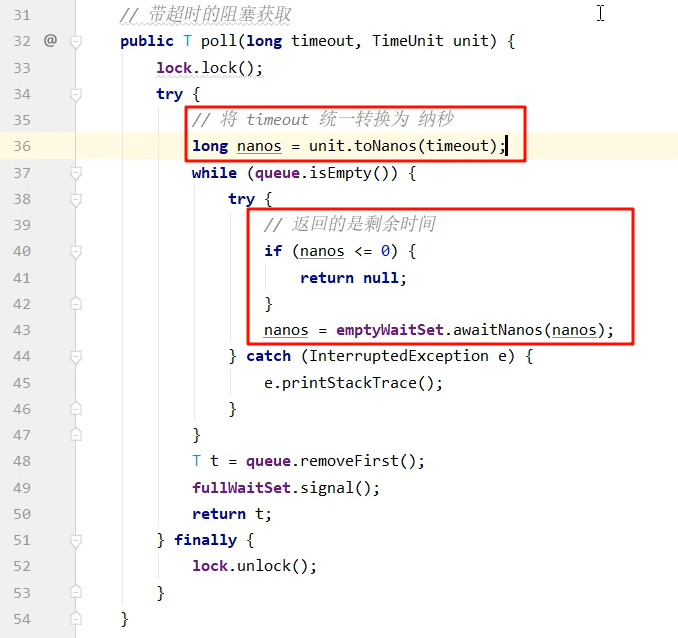 31 // 带超时的阻塞获取
32 @ public T poll(long timeout, TimeUnit unit) {
33 lock.lock();
34 try {
35 // 将 timeout 统一转换为 纳秒
36 long nanos = unit.toNanos(timeout);
37 while (queue.isEmpty()) {
38 try {
39 // 返回的是剩余时间
40 if (nanos <= 0) {
41 return null;
42 }
43 nanos = emptyWaitSet.awaitNanos(nanos);
44 } catch (InterruptedException e) {
45 e.printStackTrace();
46 }
47 }
48 T t = queue.removeFirst();
49 fullWaitSet.signal();
50 return t;
51 } finally {
52 lock.unlock();
53 }
54 }